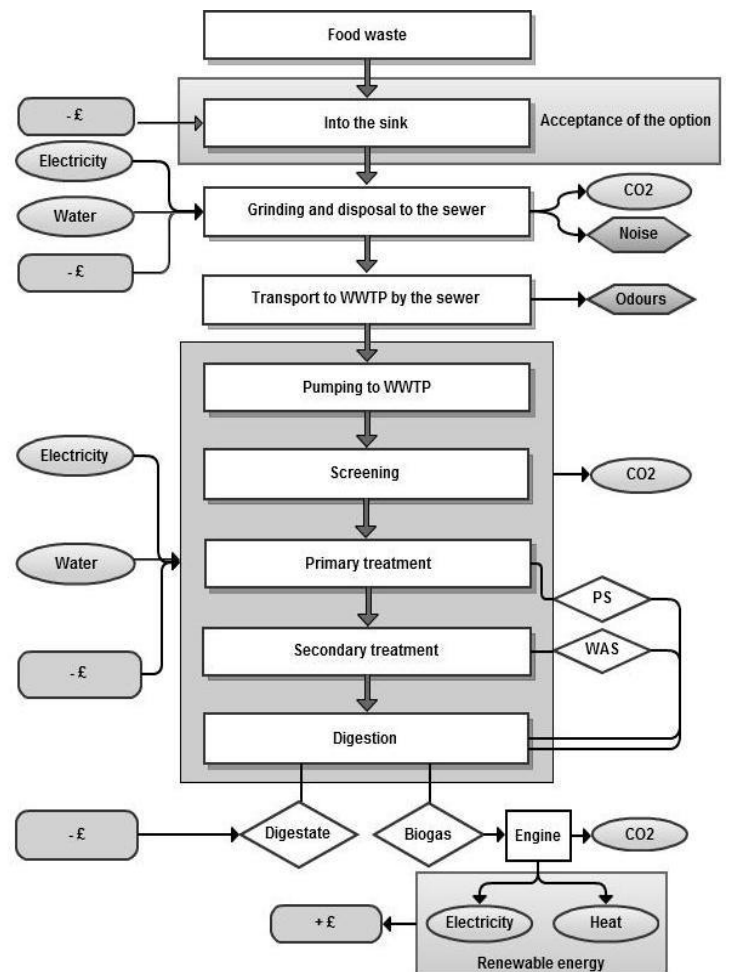 Food waste
- £
Into the sink
Acceptance of the option
Electricity
Water
- £
Grinding and disposal to the sewer
CO2
Noise
Transport to WWTP by the sewer
Odours
Pumping to WWTP
Electricity
Screening
CO2
Water
Primary treatment
PS
Secondary treatment
WAS
- £
Digestion
- £
Digestate
Biogas
Engine
CO2
+ £
Electricity
Heat
Renewable energy